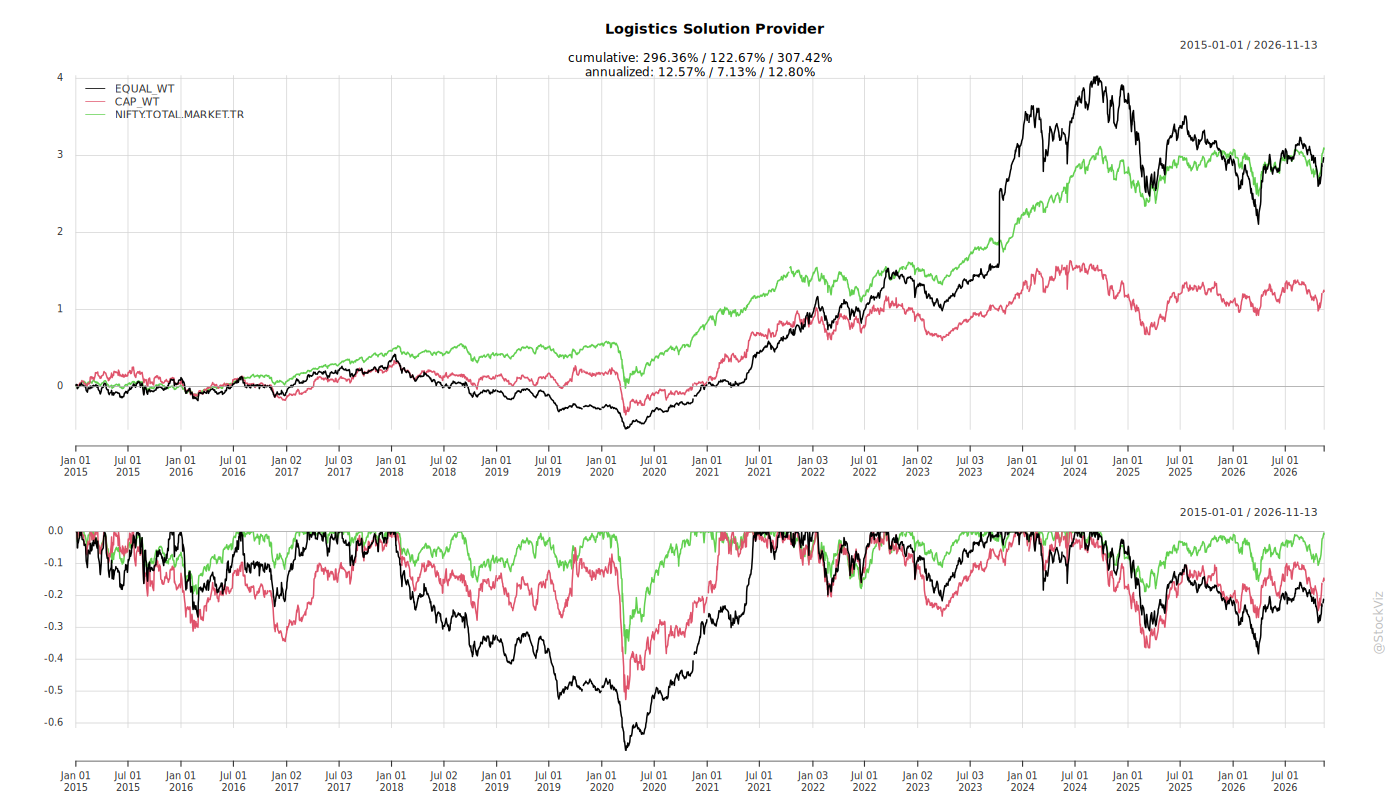 Logistics Solution Provider
2015-01-01 / 2026-11-13
cumulative: 296.36% / 122.67% / 307.42%
annualized: 12.57% / 7.13% / 12.80%
EQUAL_WT
CAP_WT
NIFTY.TOTAL.MARKET.TR
4
3
2
1
0
Jan 01 Jul 01 Jan 01 Jul 01 Jan 02 Jul 03 Jan 01 Jul 02 Jan 01 Jul 01 Jan 01 Jul 01 Jan 01 Jul 01 Jan 03 Jul 01 Jan 02 Jul 03 Jan 01 Jul 01 Jan 01 Jul 01 Jan 01 Jul 01
2015 2015 2016 2016 2017 2017 2018 2018 2019 2019 2020 2020 2021 2021 2022 2022 2023 2023 2024 2024 2025 2025 2026 2026
2015-01-01 / 2026-11-13
0.0
-0.1
-0.2
-0.3
-0.4
-0.5
-0.6
Jan 01 Jul 01 Jan 01 Jul 01 Jan 02 Jul 03 Jan 01 Jul 02 Jan 01 Jul 01 Jan 01 Jul 01 Jan 01 Jul 01 Jan 03 Jul 01 Jan 02 Jul 03 Jan 01 Jul 01 Jan 01 Jul 01 Jan 01 Jul 01
2015 2015 2016 2016 2017 2017 2018 2018 2019 2019 2020 2020 2021 2021 2022 2022 2023 2023 2024 2024 2025 2025 2026 2026
@StockViz